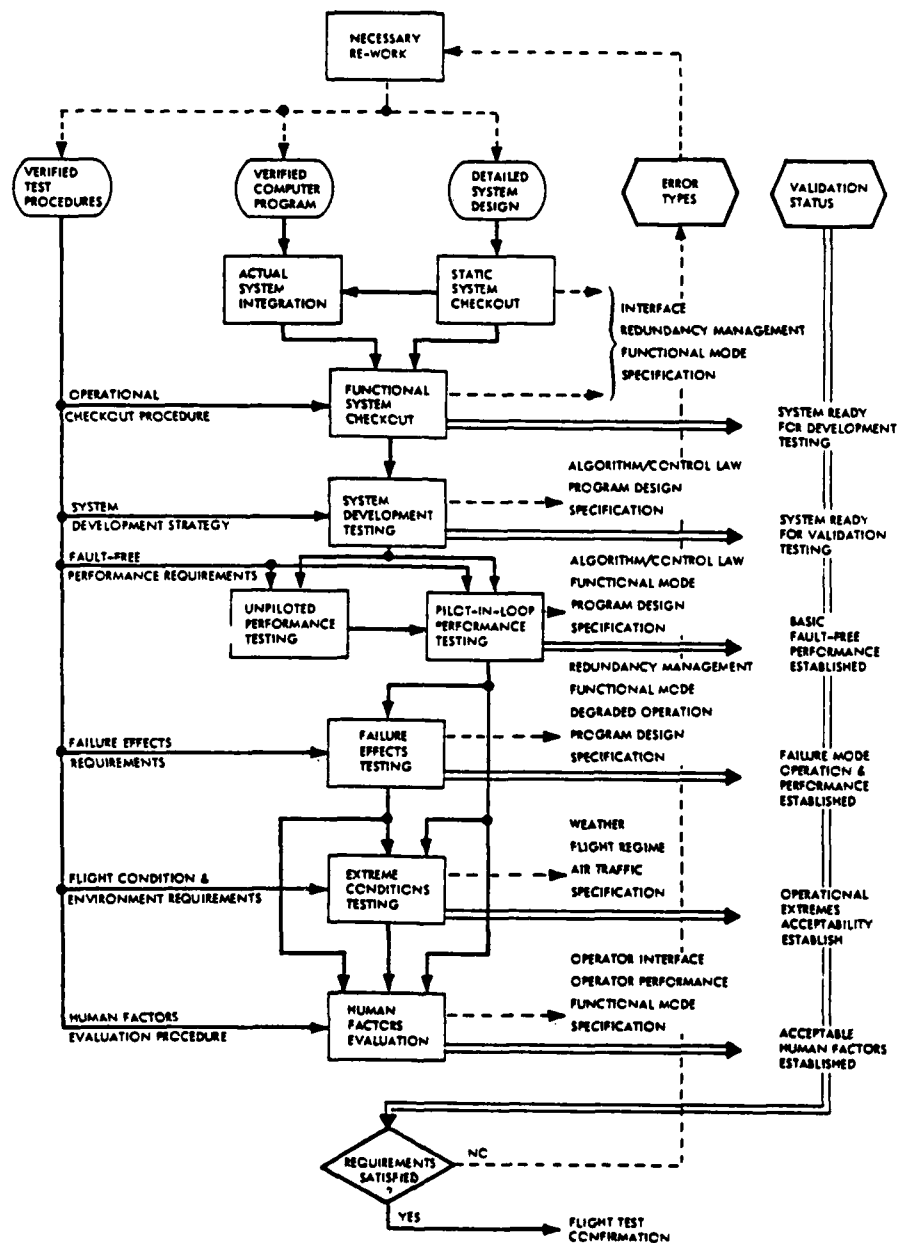 NECESSARY
RE-WORK
VERIFIED
TEST
PROCEDURES
VERIFIED
COMPUTER
PROGRAM
DETAILED
SYSTEM
DESIGN
ERROR
TYPES
VALIDATION
STATUS
ACTUAL
SYSTEM
INTEGRATION
STATIC
SYSTEM
CHECKOUT
INTERFACE
REDUNDANCY MANAGEMENT
FUNCTIONAL MODE
SPECIFICATION
OPERATIONAL
CHECKOUT PROCEDURE
FUNCTIONAL
SYSTEM
CHECKOUT
SYSTEM READY
FOR DEVELOPMENT
TESTING
SYSTEM
DEVELOPMENT STRATEGY
SYSTEM
DEVELOPMENT
TESTING
ALGORITHM/CONTROL LAW
PROGRAM DESIGN
SPECIFICATION
SYSTEM READY
FOR VALIDATION
TESTING
FAULT-FREE
PERFORMANCE REQUIREMENTS
UNPILOTED
PERFORMANCE
TESTING
PILOT-IN-LOOP
PERFORMANCE
TESTING
ALGORITHM/CONTROL LAW
FUNCTIONAL MODE
PROGRAM DESIGN
SPECIFICATION
BASIC
FAULT-FREE
PERFORMANCE
ESTABLISHED
FAILURE EFFECTS
REQUIREMENTS
FAILURE
EFFECTS
TESTING
REDUNDANCY MANAGEMENT
FUNCTIONAL MODE
DEGRADED OPERATION
PROGRAM DESIGN
SPECIFICATION
FAILURE MODE
OPERATION &
PERFORMANCE
ESTABLISHED
FLIGHT CONDITION &
ENVIRONMENT REQUIREMENTS
EXTREME
CONDITIONS
TESTING
WEATHER
FLIGHT REGIME
AIR TRAFFIC
SPECIFICATION
OPERATIONAL
EXTREMES
ACCEPTABILITY
ESTABLISH
HUMAN FACTORS
EVALUATION PROCEDURE
HUMAN
FACTORS
EVALUATION
OPERATOR INTERFACE
OPERATOR PERFORMANCE
FUNCTIONAL MODE
SPECIFICATION
ACCEPTABLE
HUMAN FACTORS
ESTABLISHED
REQUIREMENTS
SATISFIED
?
NO
YES
FLIGHT TEST
CONFIRMATION